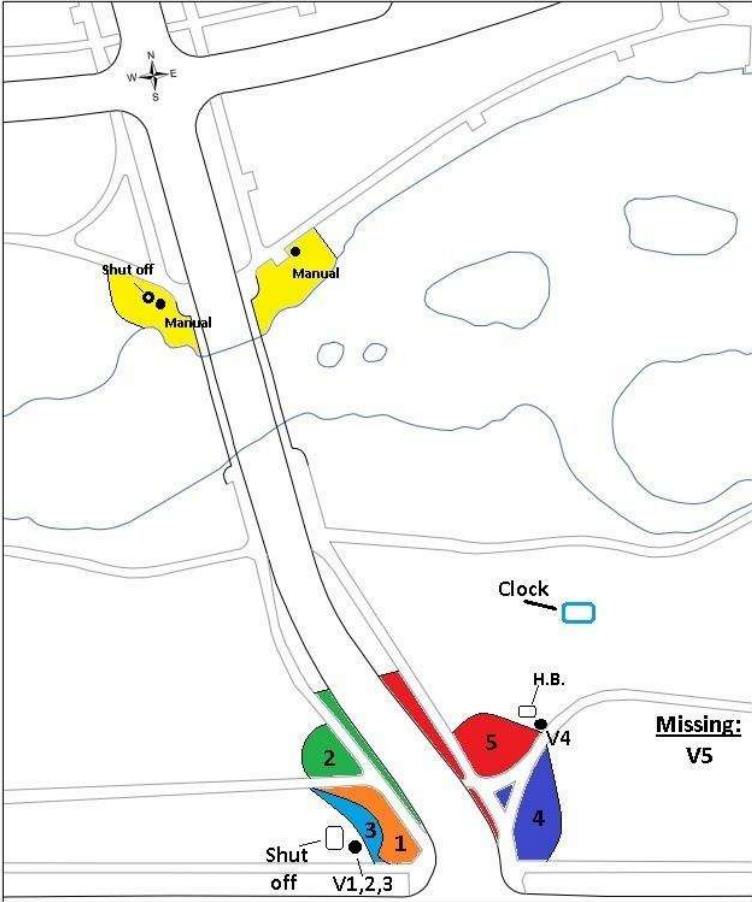 N
W E
S
Shut off
Manual
Manual
Clock
H.B.
V4
5
Missing:
V5
2
4
3
1
Shut
off
V1,2,3